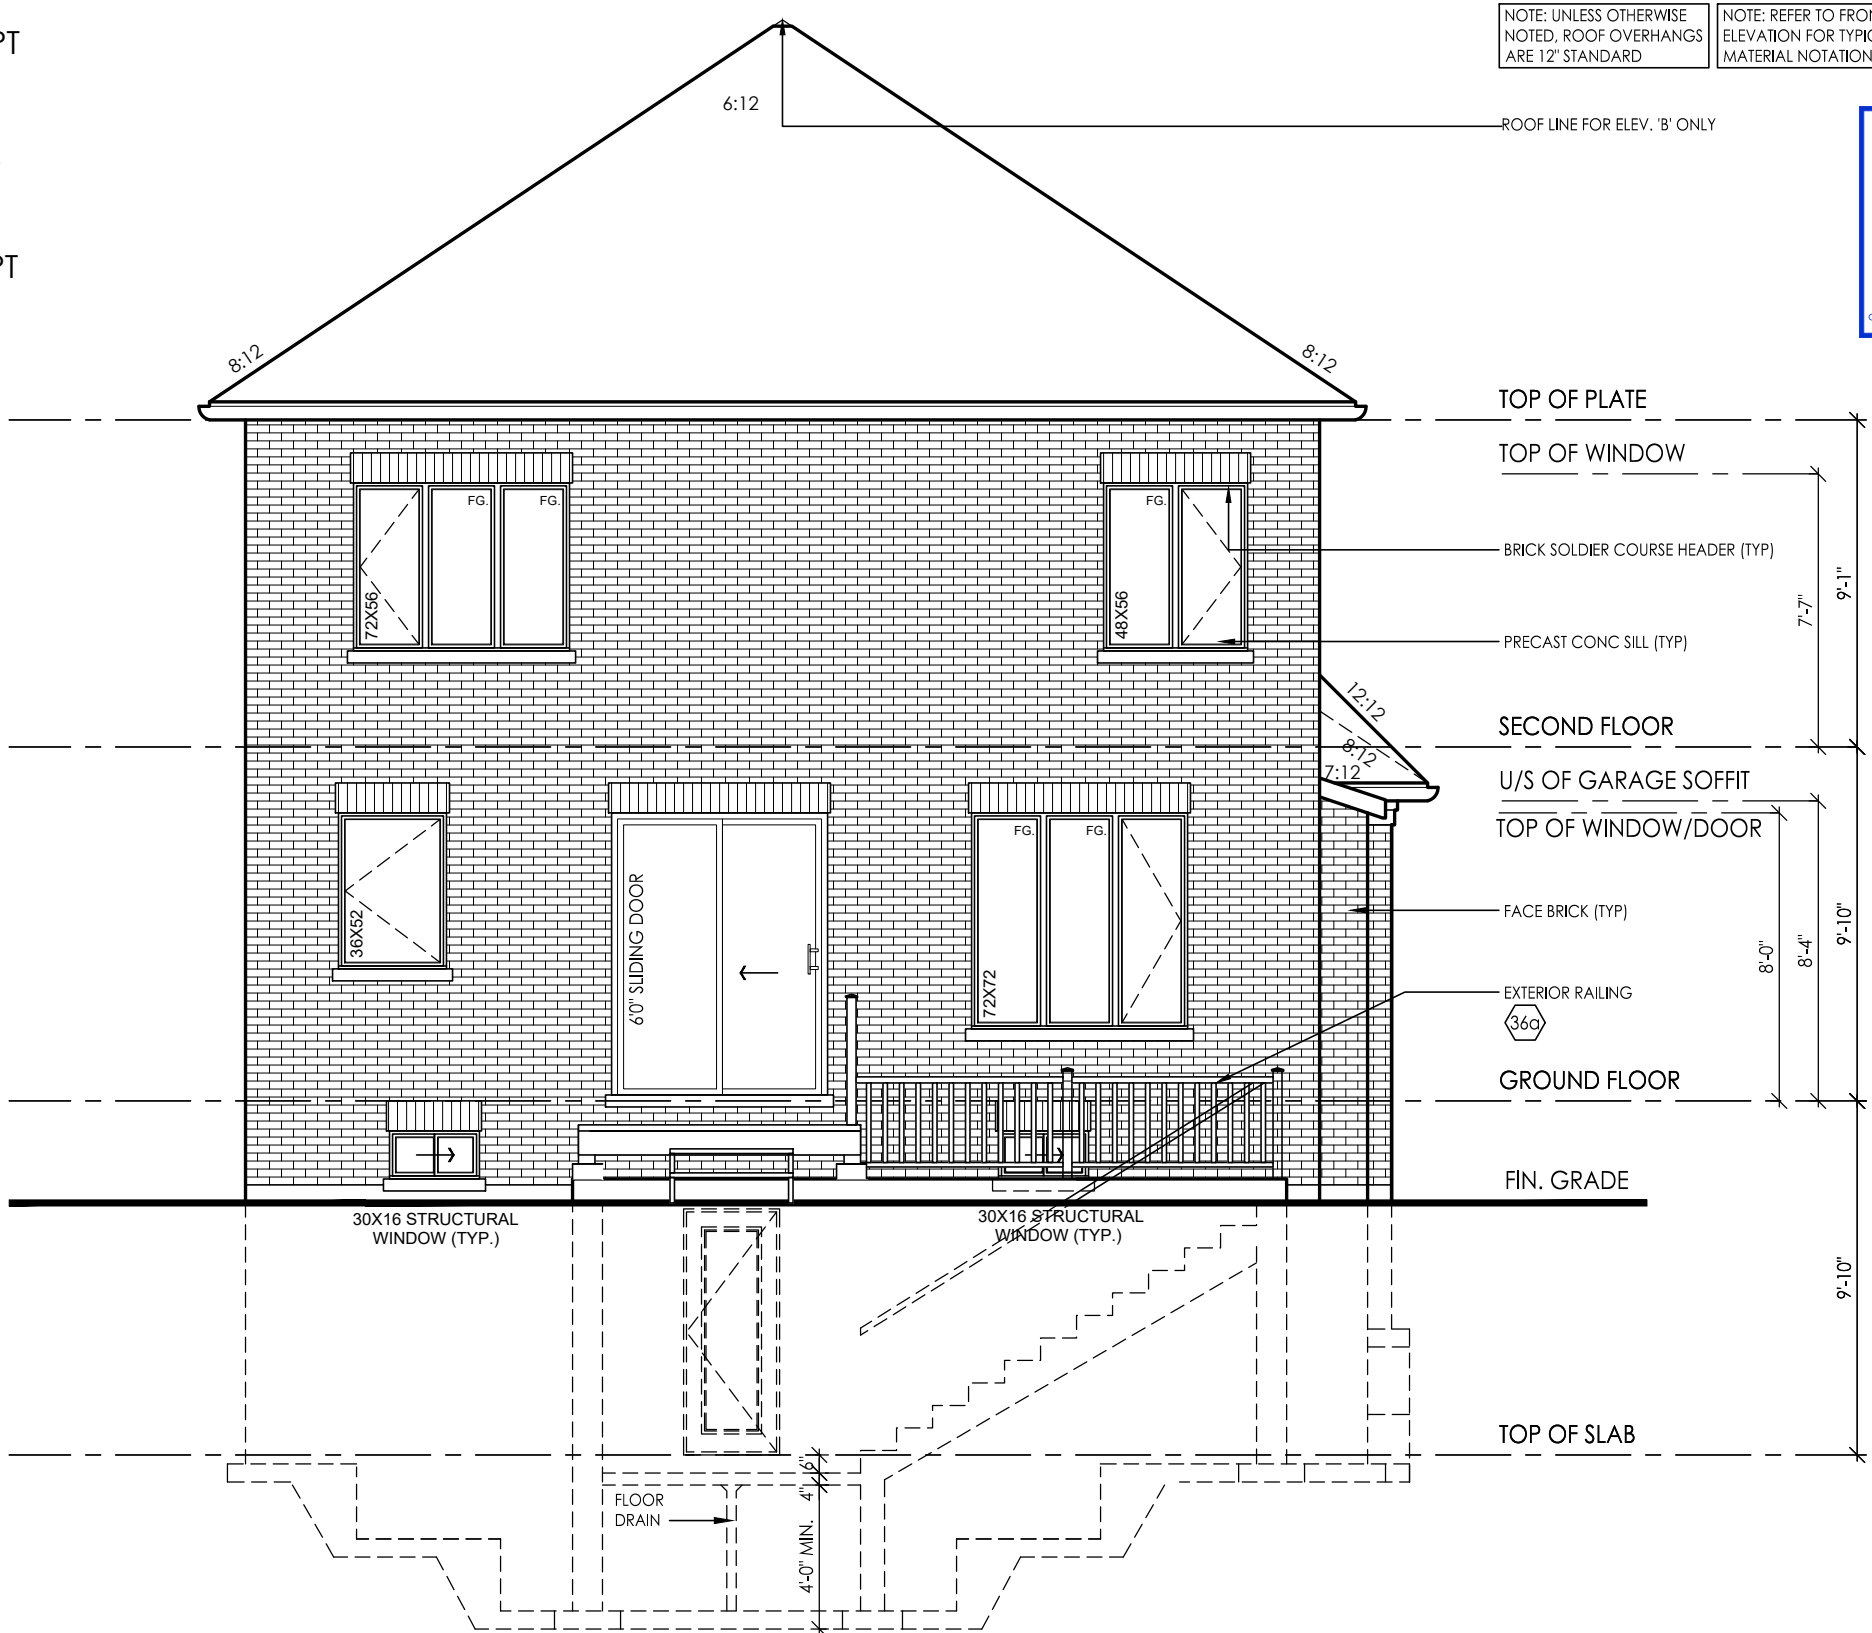 NOTE: UNLESS OTHERWISE
NOTED, ROOF OVERHANGS
ARE 12" STANDARD
NOTE: REFER TO FRON
ELEVATION FOR TYPIC
MATERIAL NOTATION
PT
PT
6:12
ROOF LINE FOR ELEV. 'B' ONLY
8:12
8:12
TOP OF PLATE
TOP OF WINDOW
FG.
FG.
FG.
72X56
48X56
BRICK SOLDIER COURSE HEADER (TYP)
PRECAST CONC SILL (TYP)
7'-7"
9'-1"
12:12
8:12
7:12
SECOND FLOOR
U/S OF GARAGE SOFFIT
TOP OF WINDOW/DOOR
FG.
FG.
36X52
6'0" SLIDING DOOR
72X72
FACE BRICK (TYP)
8'-0"
8'-4"
9'-10"
EXTERIOR RAILING
36a
GROUND FLOOR
FIN. GRADE
30X16 STRUCTURAL
WINDOW (TYP.)
30X16 STRUCTURAL
WINDOW (TYP.)
9'-10"
TOP OF SLAB
6"
4"
4'-0" MIN.
FLOOR
DRAIN